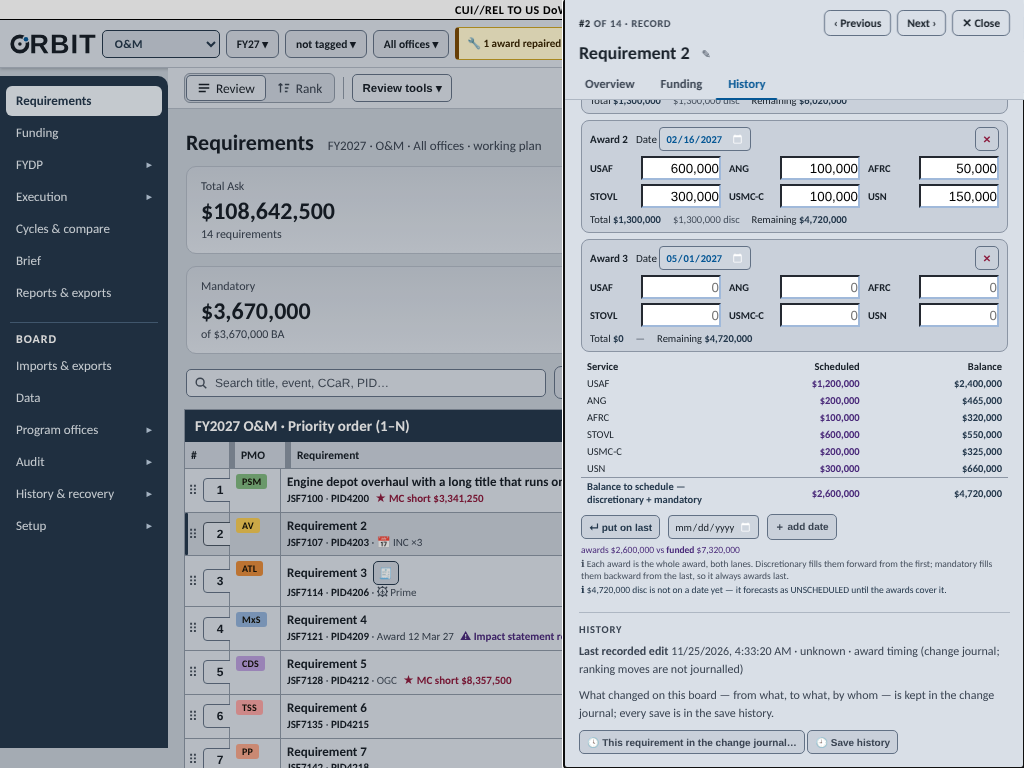 CUI//REL TO US DoW
ORBIT
O&M
FY27 ▾
not tagged ▾
All offices ▾
🔧 1 award repaired
Requirements
Funding
FYDP ▸
Execution ▸
Cycles & compare
Brief
Reports & exports
BOARD
Imports & exports
Data
Program offices ▸
Audit ▸
History & recovery ▸
Setup ▸
Review
Rank
Review tools ▾
Requirements FY2027 · O&M · All offices · working plan
Total Ask
$108,642,500
14 requirements
Mandatory
$3,670,000
of $3,670,000 BA
Search title, event, CCaR, PID…
FY2027 O&M · Priority order (1–N)
# PMO Requirement
1 PSM Engine depot overhaul with a long title that runs on
JSF7100 · PID4200 ★ MC short $3,341,250
2 AV Requirement 2
JSF7107 · PID4203 · 📅 INC ×3
3 ATL Requirement 3
JSF7114 · PID4206 · Prime
4 MxS Requirement 4
JSF7121 · PID4209 · Award 12 Mar 27 ▲ Impact statement re
5 CDS Requirement 5
JSF7128 · PID4212 · OGC ★ MC short $8,357,500
6 TSS Requirement 6
JSF7135 · PID4215
7 PP Requirement 7
JSF7142 · PID4218
#2 OF 14 · RECORD
‹ Previous
Next ›
✕ Close
Requirement 2 ✎
Overview
Funding
History
Total $1,300,000 $1,300,000 disc Remaining $6,020,000
Award 2 Date 02/16/2027 ✕
USAF 600,000 ANG 100,000 AFRC 50,000
STOVL 300,000 USMC-C 100,000 USN 150,000
Total $1,300,000 $1,300,000 disc Remaining $4,720,000
Award 3 Date 05/01/2027 ✕
USAF 0 ANG 0 AFRC 0
STOVL 0 USMC-C 0 USN 0
Total $0 — Remaining $4,720,000
Service Scheduled Balance
USAF $1,200,000 $2,400,000
ANG $200,000 $465,000
AFRC $100,000 $320,000
STOVL $600,000 $550,000
USMC-C $200,000 $325,000
USN $300,000 $660,000
Balance to schedule —
discretionary + mandatory $2,600,000 $4,720,000
↵ put on last
mm/dd/yyyy
+ add date
awards $2,600,000 vs funded $7,320,000
ℹ Each award is the whole award, both lanes. Discretionary fills them forward from the first; mandatory fills
them backward from the last, so it always awards last.
ℹ $4,720,000 disc is not on a date yet — it forecasts as UNSCHEDULED until the awards cover it.
HISTORY
Last recorded edit 11/25/2026, 4:33:20 AM · unknown · award timing (change journal;
ranking moves are not journalled)
What changed on this board — from what, to what, by whom — is kept in the change
journal; every save is in the save history.
🕓 This requirement in the change journal…
🕘 Save history